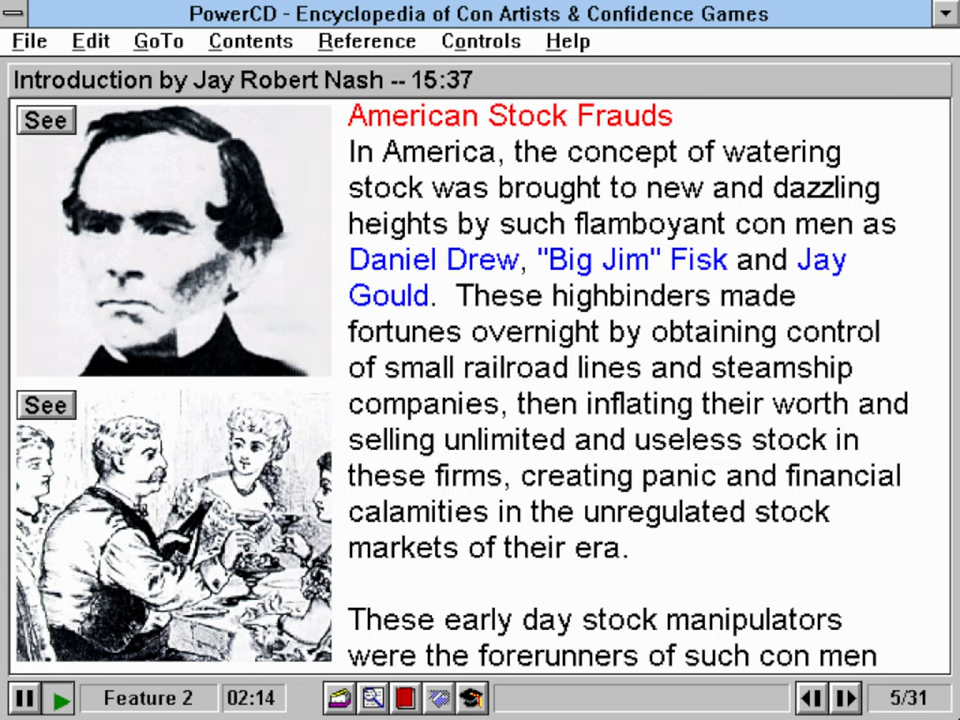 PowerCD - Encyclopedia of Con Artists & Confidence Games
File Edit GoTo Contents Reference Controls Help
Introduction by Jay Robert Nash -- 15:37
See
American Stock Frauds
In America, the concept of watering
stock was brought to new and dazzling
heights by such flamboyant con men as
Daniel Drew, "Big Jim" Fisk and Jay
Gould.  These highbinders made
fortunes overnight by obtaining control
of small railroad lines and steamship
companies, then inflating their worth and
selling unlimited and useless stock in
these firms, creating panic and financial
calamities in the unregulated stock
markets of their era.
See
These early day stock manipulators
were the forerunners of such con men
Feature 2 02:14 5/31